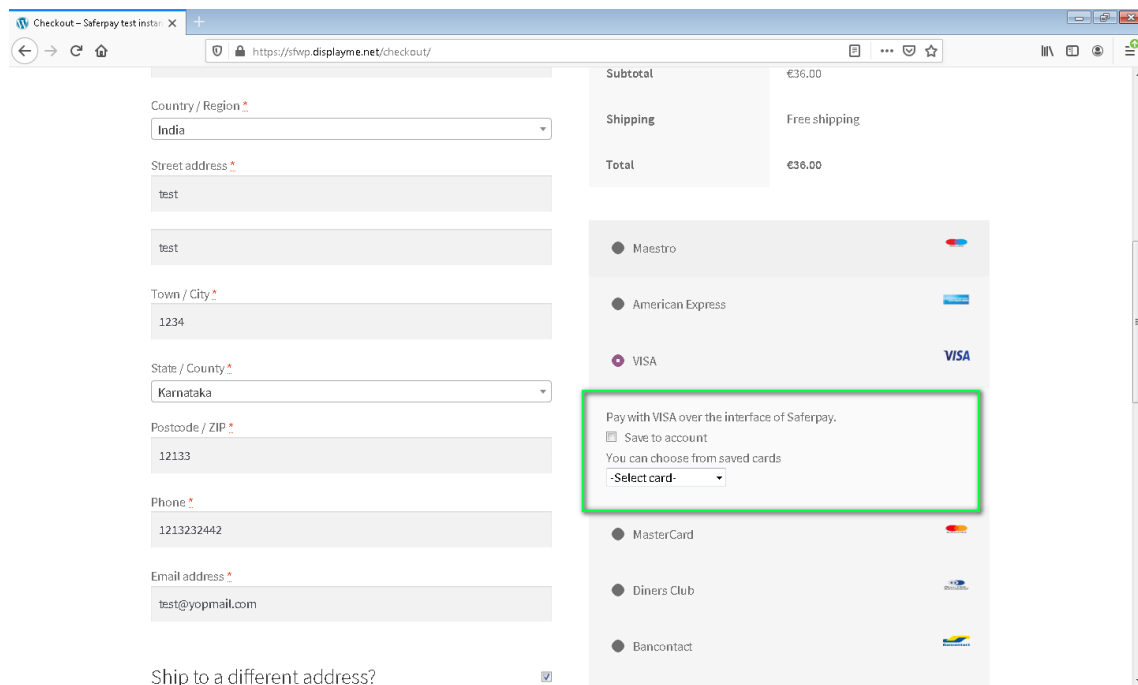 Checkout – Saferpay test instan
https://sfwp.displayme.net/checkout/
Country / Region *
India
Street address *
test
test
Town / City *
1234
State / County *
Karnataka
Postcode / ZIP *
12133
Phone *
1213232442
Email address *
test@yopmail.com
Ship to a different address?
Subtotal €36.00
Shipping Free shipping
Total €36.00
Maestro
American Express
VISA VISA
Pay with VISA over the interface of Saferpay.
Save to account
You can choose from saved cards
-Select card-
MasterCard
Diners Club
Bancontact